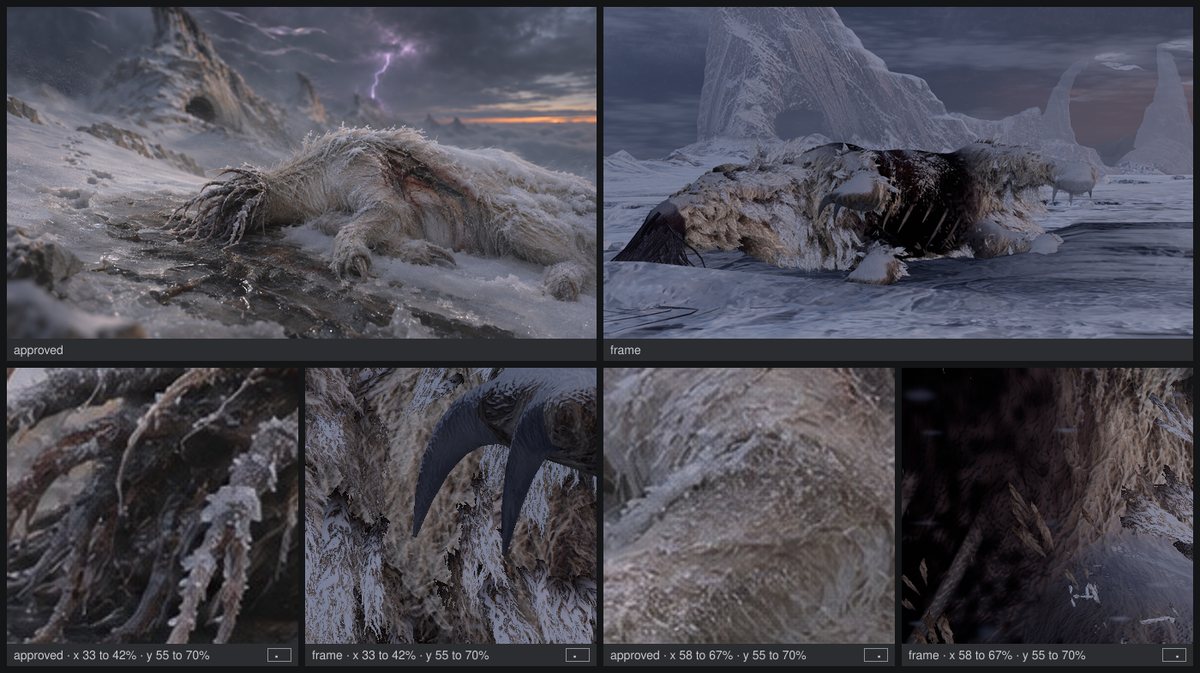 approved
frame
approved · x 33 to 42% · y 55 to 70%
frame · x 33 to 42% · y 55 to 70%
approved · x 58 to 67% · y 55 to 70%
frame · x 58 to 67% · y 55 to 70%